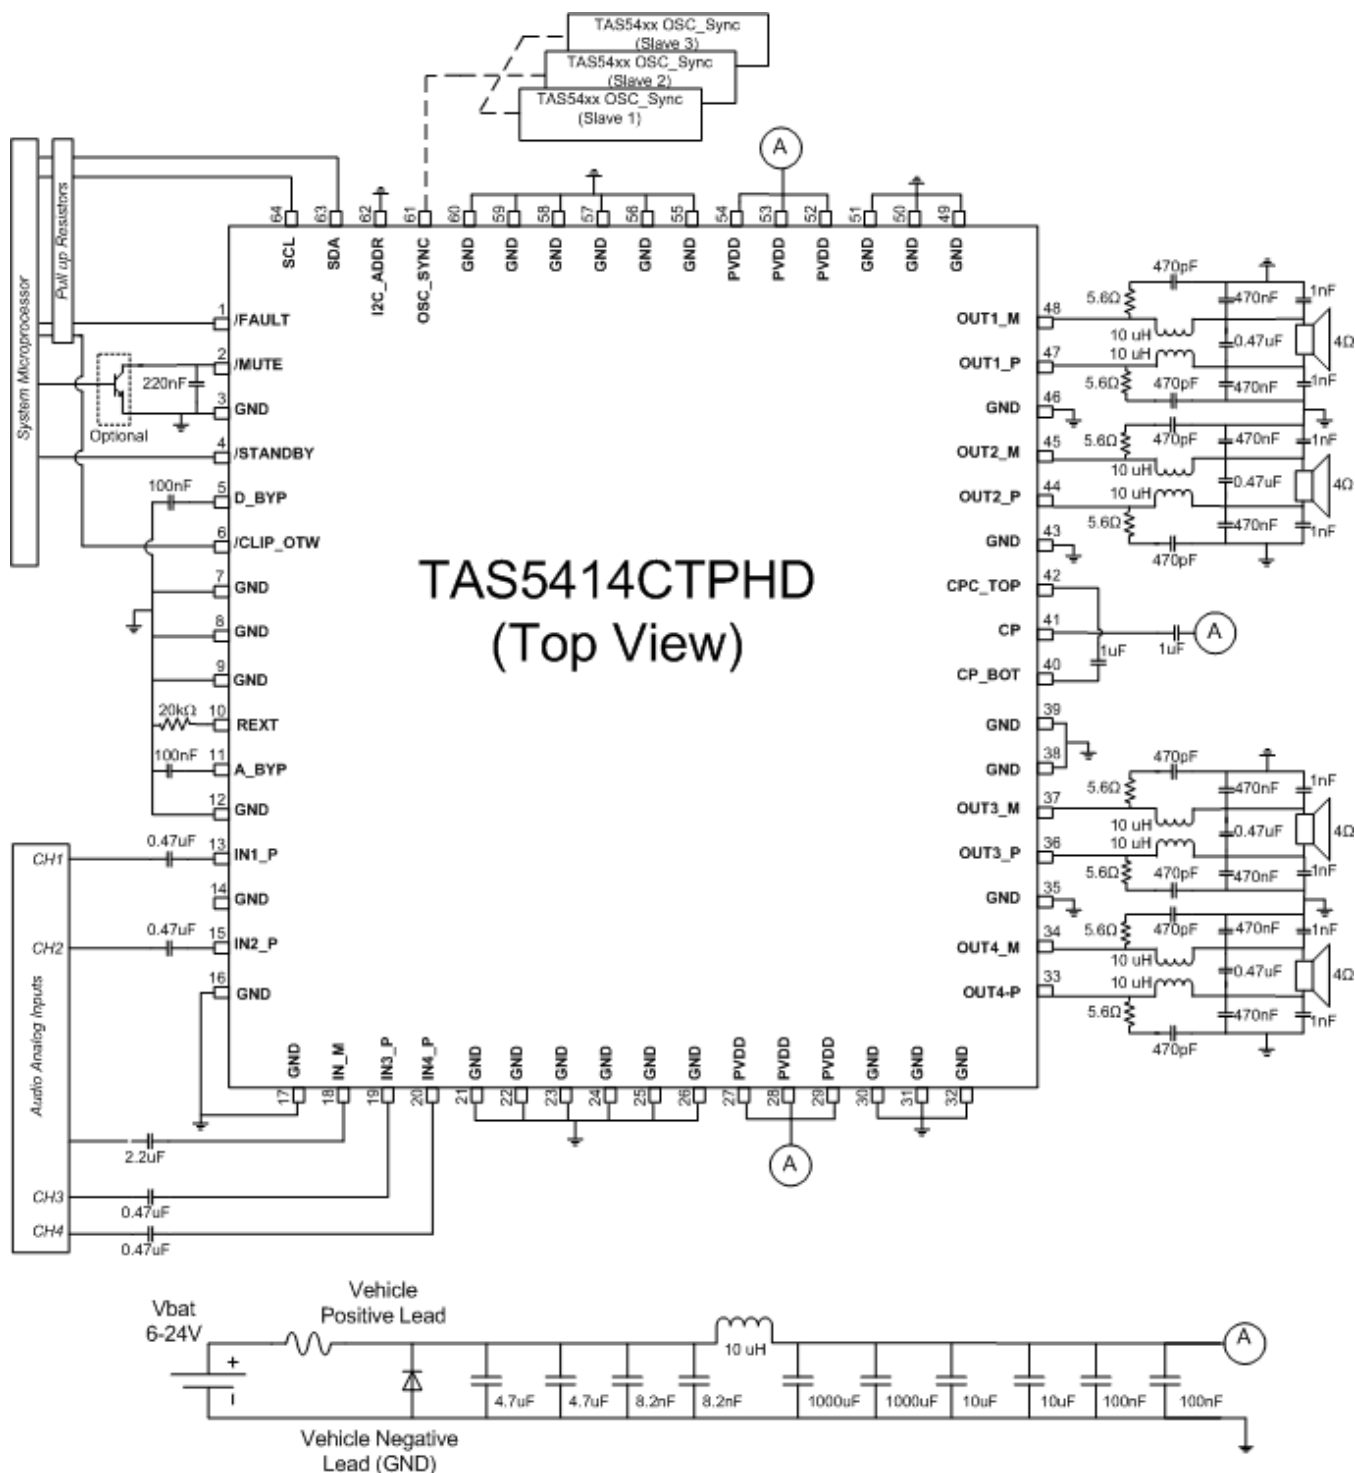 TAS54xx OSC_Sync
(Slave 3)
TAS54xx OSC_Sync
(Slave 2)
TAS54xx OSC_Sync
(Slave 1)
A
System Microprocessor
Pull up Resistors
64
63
62
61
60
59
58
57
56
55
54
53
52
51
50
49
SCL
SDA
I2C_ADDR
OSC_SYNC
GND
GND
GND
GND
GND
GND
PVDD
PVDD
PVDD
GND
GND
GND
1
/FAULT
2
/MUTE
220nF
3
GND
Optional
4
/STANDBY
100nF
5
D_BYP
6
/CLIP_OTW
7
GND
8
GND
9
GND
20kΩ
10
REXT
100nF
11
A_BYP
12
GND
Audio Analog Inputs
CH1
0.47uF
13
IN1_P
14
GND
CH2
0.47uF
15
IN2_P
16
GND
TAS5414CTPHD
(Top View)
OUT1_M
48
OUT1_P
47
GND
46
OUT2_M
45
OUT2_P
44
GND
43
CPC_TOP
42
CP
41
CP_BOT
40
GND
39
GND
38
OUT3_M
37
OUT3_P
36
GND
35
OUT4_M
34
OUT4-P
33
470pF
5.6Ω
470nF
1nF
10 uH
10 uH
0.47uF
4Ω
5.6Ω
470pF
470nF
1nF
5.6Ω
470pF
470nF
1nF
10 uH
10 uH
0.47uF
4Ω
5.6Ω
470pF
470nF
1nF
1uF
1uF
A
470pF
5.6Ω
470nF
1nF
10 uH
10 uH
0.47uF
4Ω
5.6Ω
470pF
470nF
1nF
5.6Ω
470pF
470nF
1nF
10 uH
10 uH
0.47uF
4Ω
5.6Ω
470pF
470nF
1nF
GND
IN_M
IN3_P
IN4_P
GND
GND
GND
GND
GND
GND
PVDD
PVDD
PVDD
GND
GND
GND
17
18
19
20
21
22
23
24
25
26
27
28
29
30
31
32
2.2uF
CH3
0.47uF
CH4
0.47uF
A
Vbat
6-24V
+
–
Vehicle
Positive Lead
10 uH
A
4.7uF
4.7uF
8.2nF
8.2nF
1000uF
1000uF
10uF
10uF
100nF
100nF
Vehicle Negative
Lead (GND)